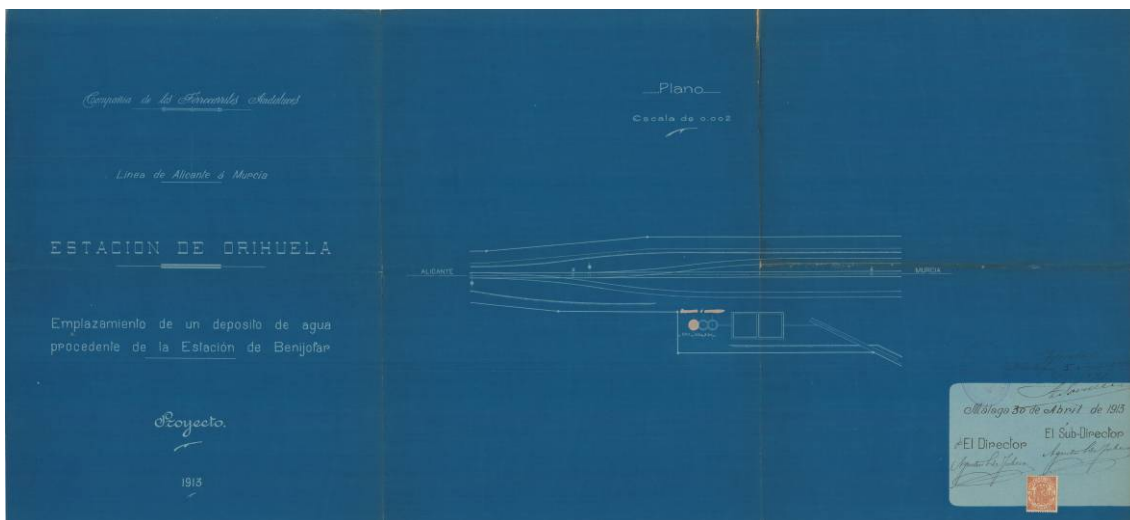 Compañia de los Ferrocarriles Andaluces
Linea de Alicante á Murcia
ESTACION DE ORIHUELA
Emplazamiento de un deposito de agua
procedente de la Estación de Benijofar
Proyecto.
1913
Plano
Escala de 0.002
ALICANTE
MURCIA
Málaga 30 de Abril de 1913
El Director
El Sub-Director